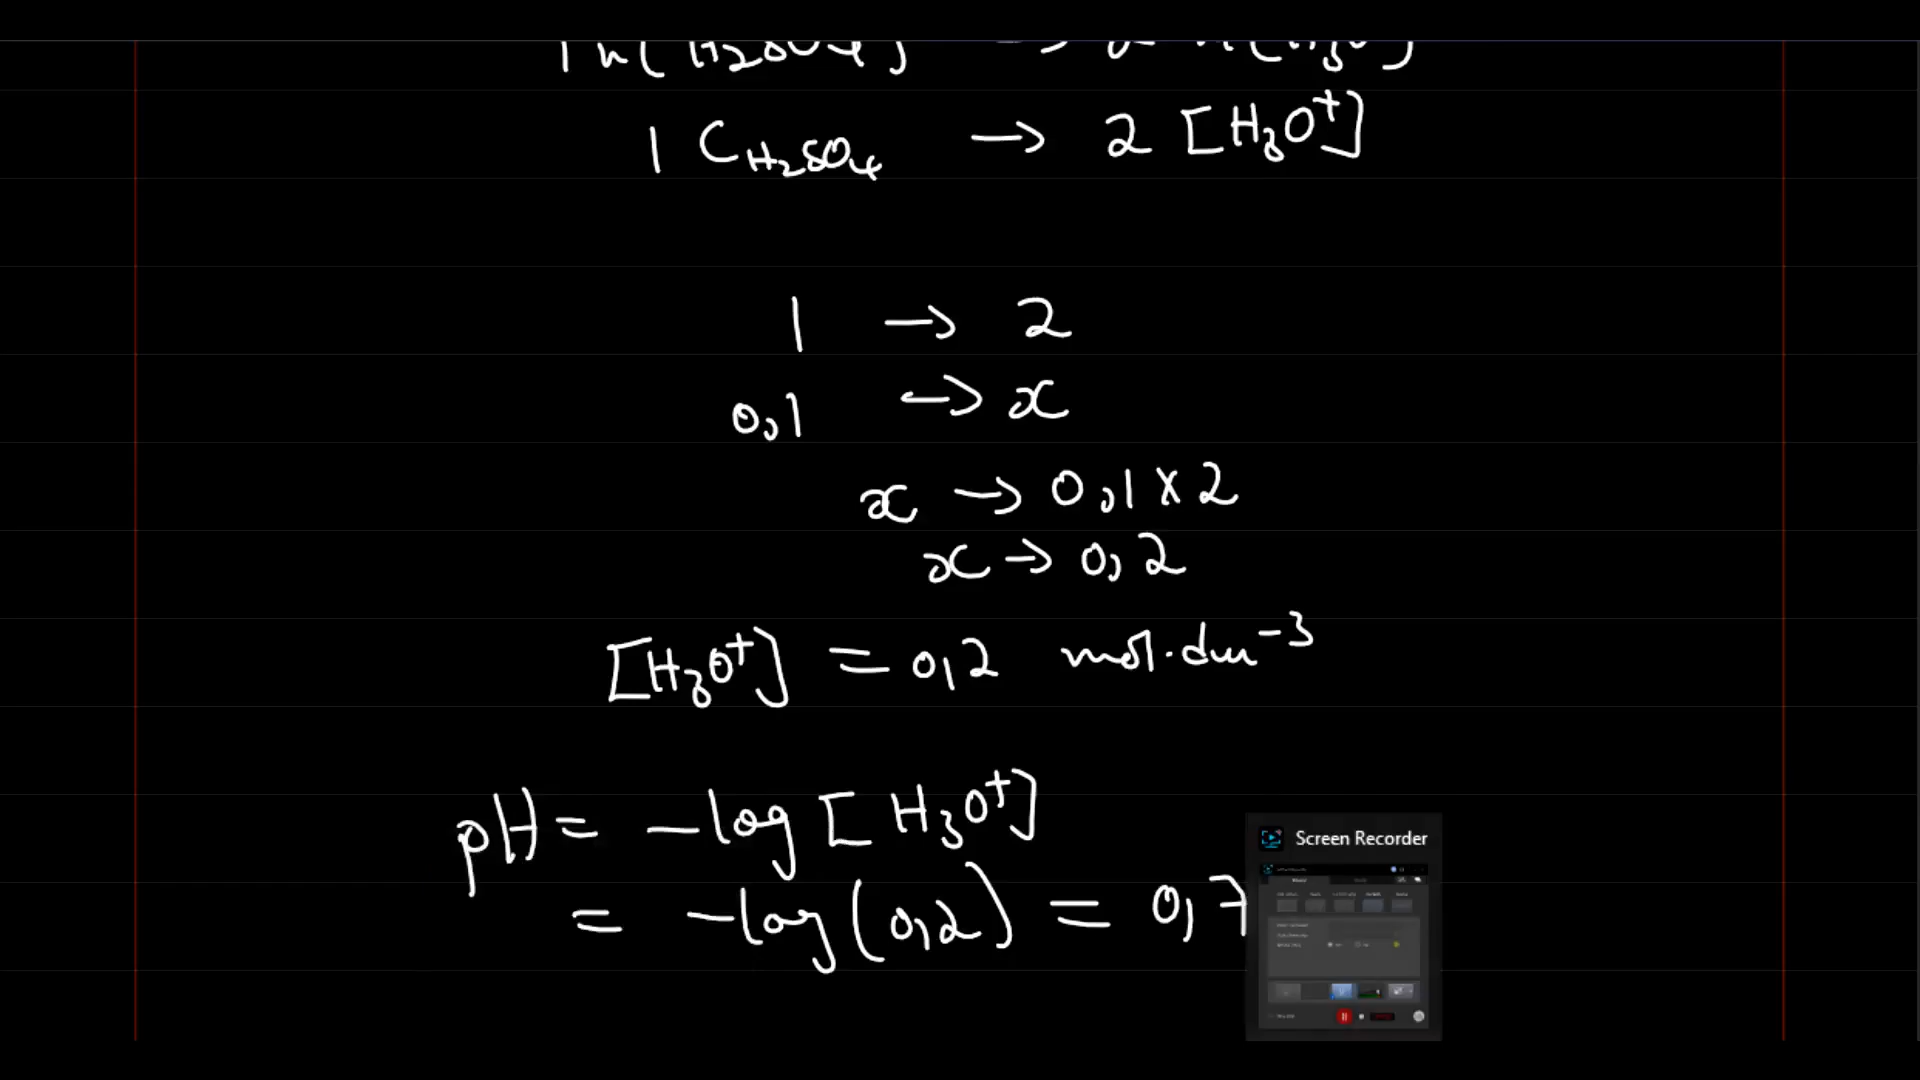 1 C_H₂SO₄ → 2 [H₃O⁺]
1 → 2
0,1 → x
x → 0,1 × 2
x → 0,2
[H₃O⁺] = 0,2 mol·dm⁻³
pH = −log [H₃O⁺]
= −log (0,2) = 0,7
Screen Recorder